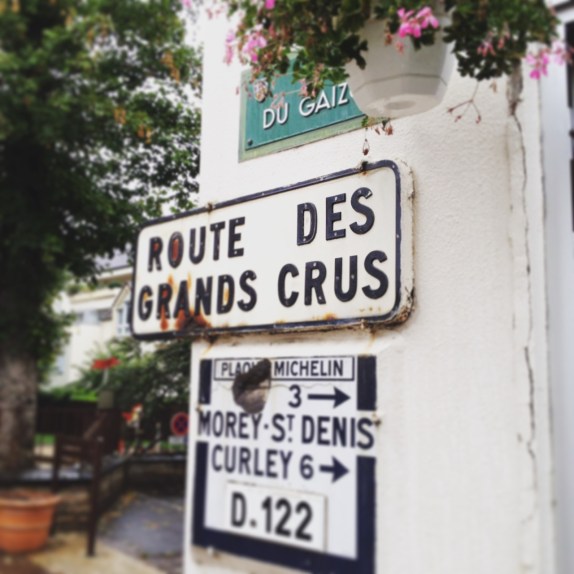 DU GAIZ
ROUTE DES
GRANDS CRUS
PLAQUE MICHELIN
3
MOREY-ST DENIS
CURLEY 6
D.122